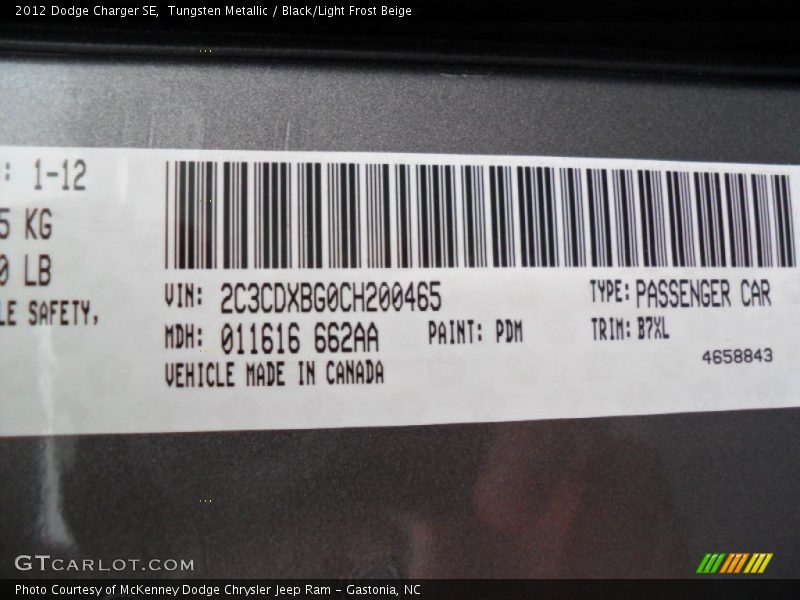 2012 Dodge Charger SE, Tungsten Metallic / Black/Light Frost Beige
: 1-12
5 KG
0 LB
LE SAFETY,
VIN: 2C3CDXBG0CH200465
TYPE: PASSENGER CAR
MDH: 011616 662AA
PAINT: PDM
TRIM: B7XL
4658843
VEHICLE MADE IN CANADA
GTCARLOT.COM
Photo Courtesy of McKenney Dodge Chrysler Jeep Ram - Gastonia, NC